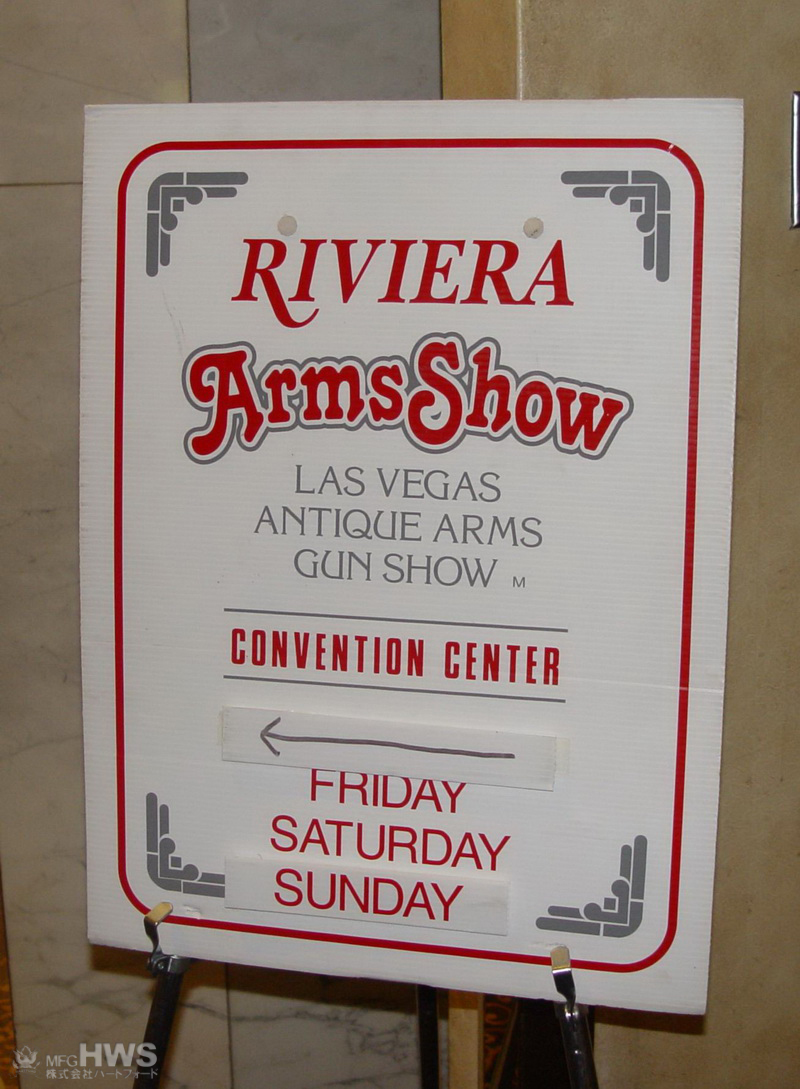 RIVIERA
Arms Show
LAS VEGAS
ANTIQUE ARMS
GUN SHOW M
CONVENTION CENTER
FRIDAY
SATURDAY
SUNDAY
MFG HWS
株式会社ハートフォード